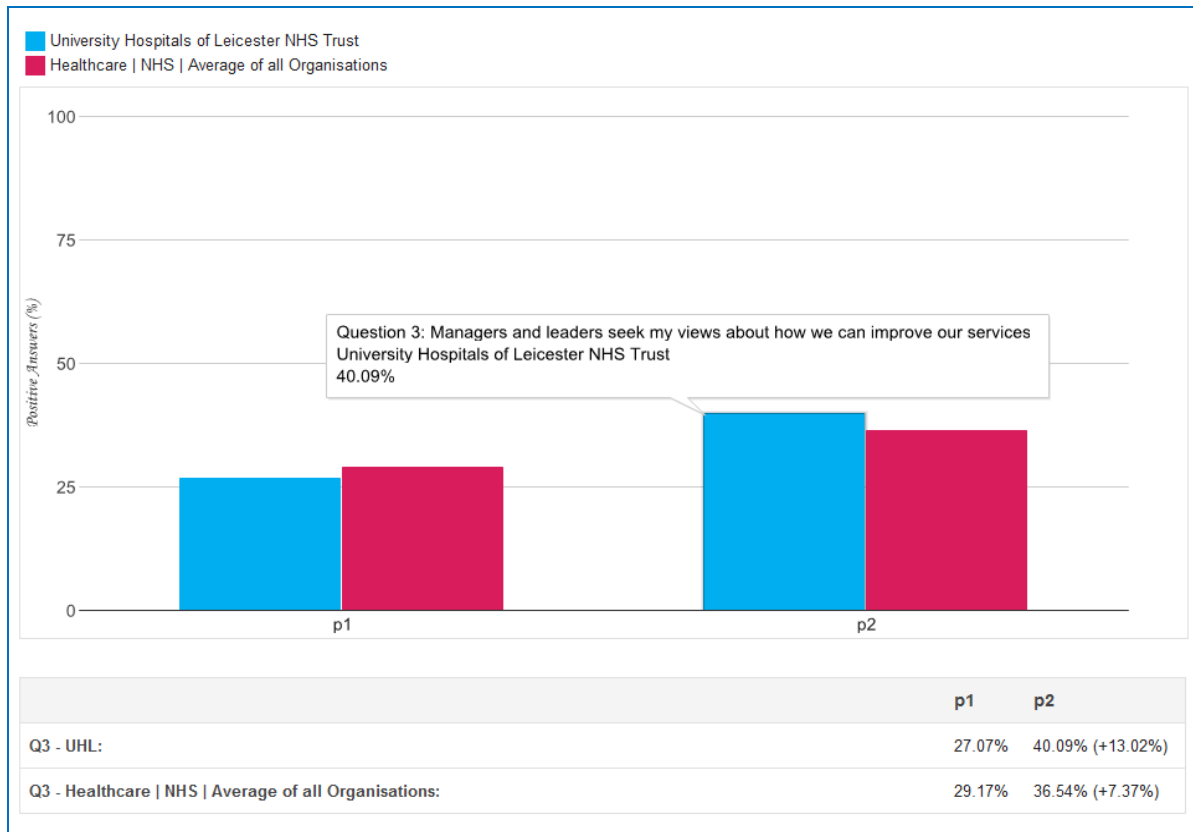 University Hospitals of Leicester NHS Trust
Healthcare | NHS | Average of all Organisations
100
75
50
25
0
Positive Answers (%)
Question 3: Managers and leaders seek my views about how we can improve our services
University Hospitals of Leicester NHS Trust
40.09%
p1 p2
p1 p2
Q3 - UHL: 27.07% 40.09% (+13.02%)
Q3 - Healthcare | NHS | Average of all Organisations: 29.17% 36.54% (+7.37%)